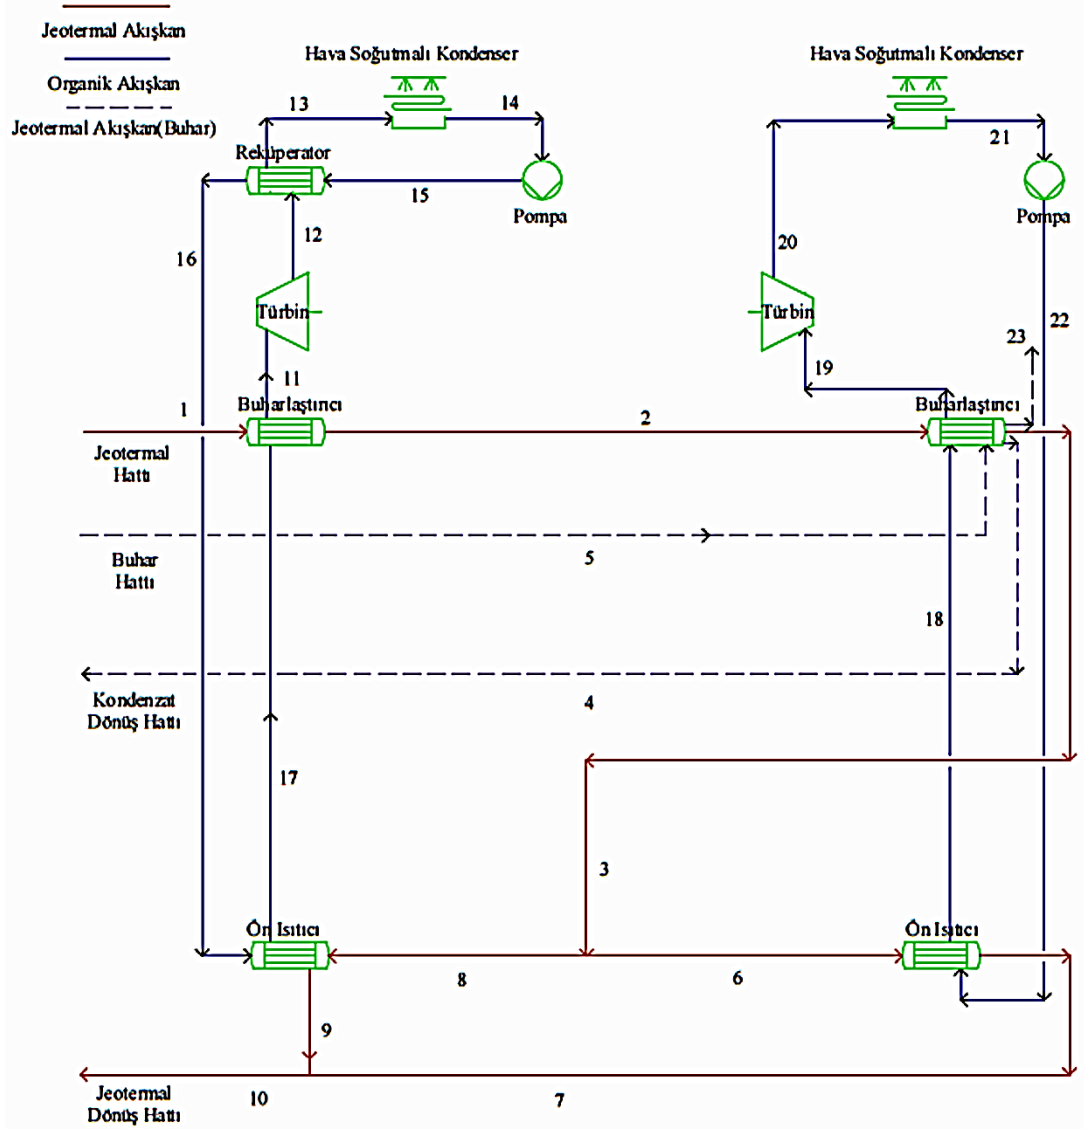 Jeotermal Akışkan
Organik Akışkan
Jeotermal Akışkan(Buhar)
Hava Soğutmalı Kondenser
Hava Soğutmalı Kondenser
13
14
21
Reküperatör
15
Pompa
Pompa
12
20
16
Türbin
Türbin
22
23
11
19
Buharlaştırıcı
Buharlaştırıcı
1
2
Jeotermal
Hattı
Buhar
Hattı
5
18
Kondenzat
Dönüş Hattı
4
17
3
Ön Isıtıcı
Ön Isıtıcı
8
6
9
Jeotermal
Dönüş Hattı
10
7